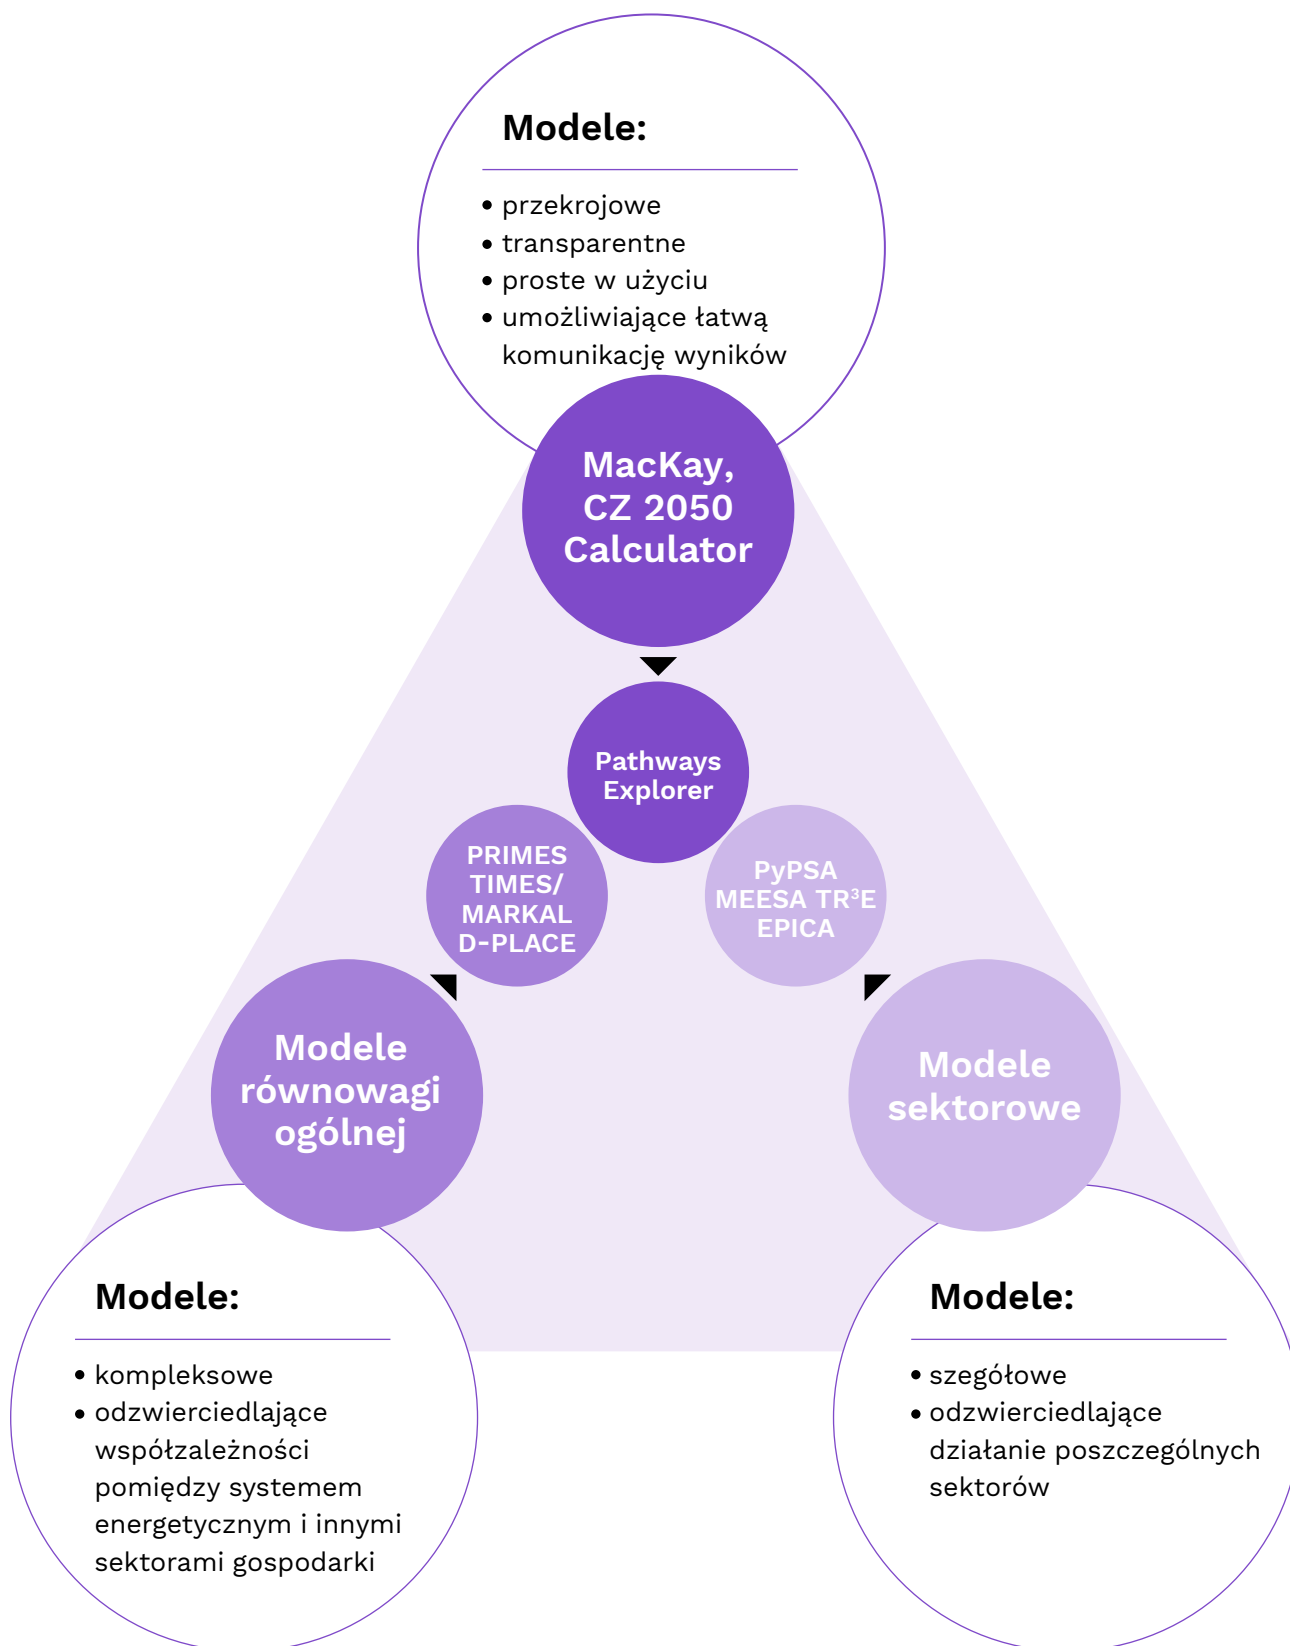 Modele:
• przekrojowe
• transparentne
• proste w użyciu
• umożliwiające łatwą
komunikację wyników
MacKay,
CZ 2050
Calculator
Pathways
Explorer
PRIMES
TIMES/
MARKAL
D-PLACE
PyPSA
MEESA TR³E
EPICA
Modele
równowagi
ogólnej
Modele
sektorowe
Modele:
• kompleksowe
• odzwierciedlające
współzależności
pomiędzy systemem
energetycznym i innymi
sektorami gospodarki
Modele:
• szegółowe
• odzwierciedlające
działanie poszczególnych
sektorów